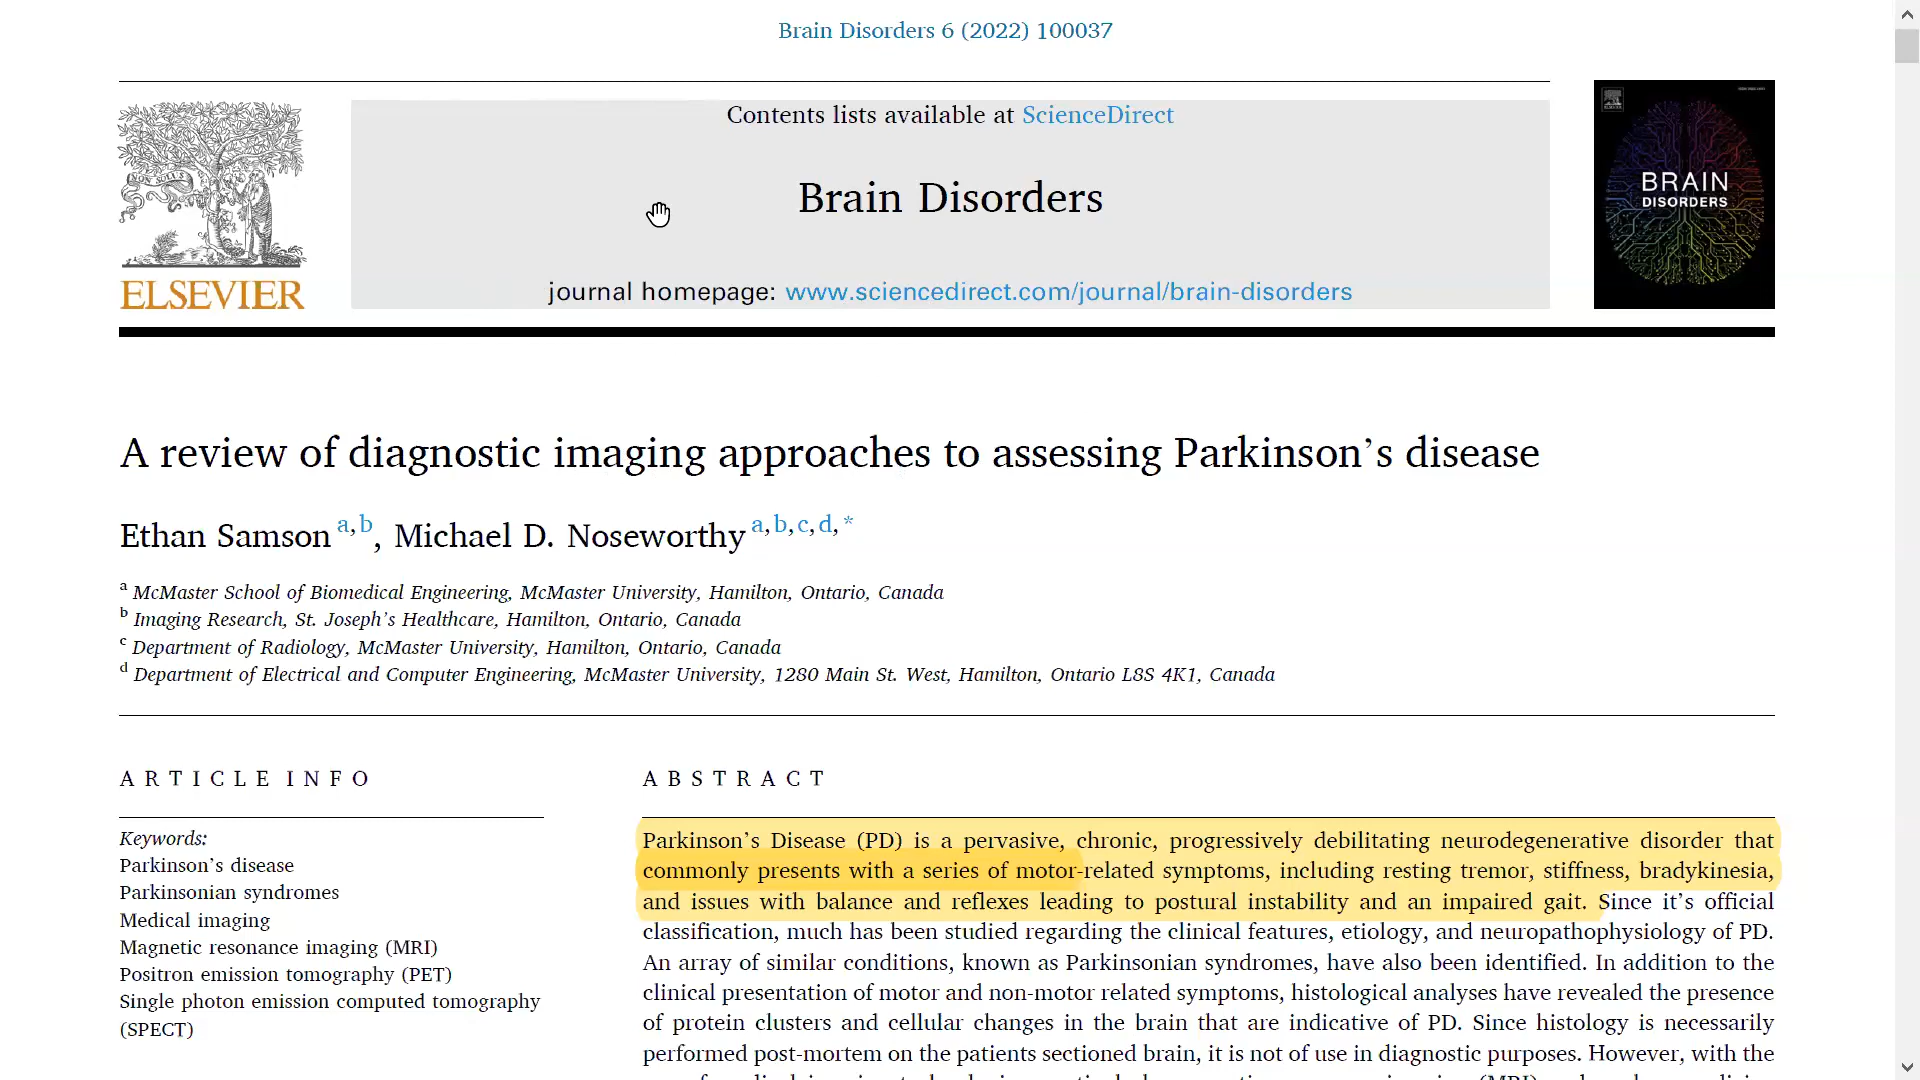 Brain Disorders 6 (2022) 100037
Contents lists available at ScienceDirect
Brain Disorders
journal homepage: www.sciencedirect.com/journal/brain-disorders
NON SOLUS
ELSEVIER
BRAIN
DISORDERS
A review of diagnostic imaging approaches to assessing Parkinson’s disease
Ethan Samson a,b, Michael D. Noseworthy a,b,c,d,*
a McMaster School of Biomedical Engineering, McMaster University, Hamilton, Ontario, Canada
b Imaging Research, St. Joseph’s Healthcare, Hamilton, Ontario, Canada
c Department of Radiology, McMaster University, Hamilton, Ontario, Canada
d Department of Electrical and Computer Engineering, McMaster University, 1280 Main St. West, Hamilton, Ontario L8S 4K1, Canada
ARTICLE INFO
Keywords:
Parkinson’s disease
Parkinsonian syndromes
Medical imaging
Magnetic resonance imaging (MRI)
Positron emission tomography (PET)
Single photon emission computed tomography
(SPECT)
ABSTRACT
Parkinson’s Disease (PD) is a pervasive, chronic, progressively debilitating neurodegenerative disorder that
commonly presents with a series of motor-related symptoms, including resting tremor, stiffness, bradykinesia,
and issues with balance and reflexes leading to postural instability and an impaired gait. Since it’s official
classification, much has been studied regarding the clinical features, etiology, and neuropathophysiology of PD.
An array of similar conditions, known as Parkinsonian syndromes, have also been identified. In addition to the
clinical presentation of motor and non-motor related symptoms, histological analyses have revealed the presence
of protein clusters and cellular changes in the brain that are indicative of PD. Since histology is necessarily
performed post-mortem on the patients sectioned brain, it is not of use in diagnostic purposes. However, with the